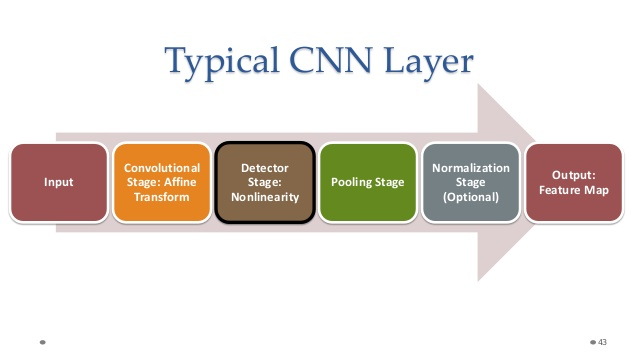 Typical CNN Layer
Input
Convolutional
Stage: Affine
Transform
Detector
Stage:
Nonlinearity
Pooling Stage
Normalization
Stage
(Optional)
Output:
Feature Map
43